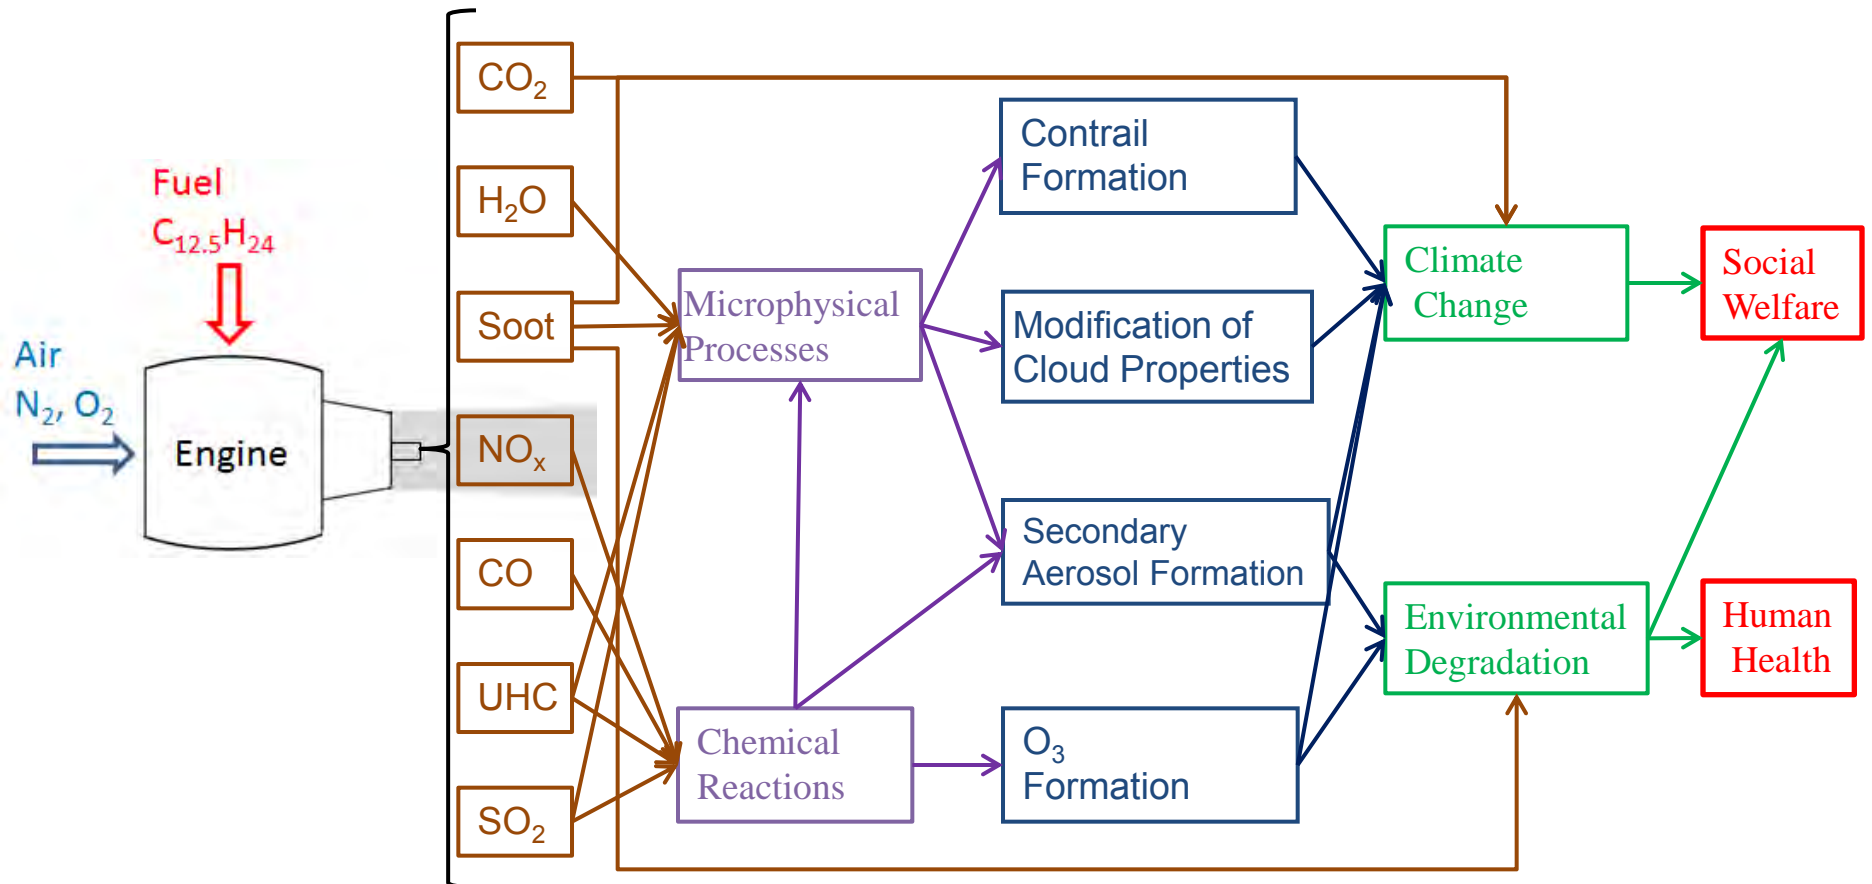 Fuel
C₁₂.₅H₂₄
Air
N₂, O₂
Engine
CO₂
H₂O
Soot
NOₓ
CO
UHC
SO₂
Microphysical
Processes
Chemical
Reactions
Contrail
Formation
Modification of
Cloud Properties
Secondary
Aerosol Formation
O₃
Formation
Climate
Change
Environmental
Degradation
Social
Welfare
Human
Health